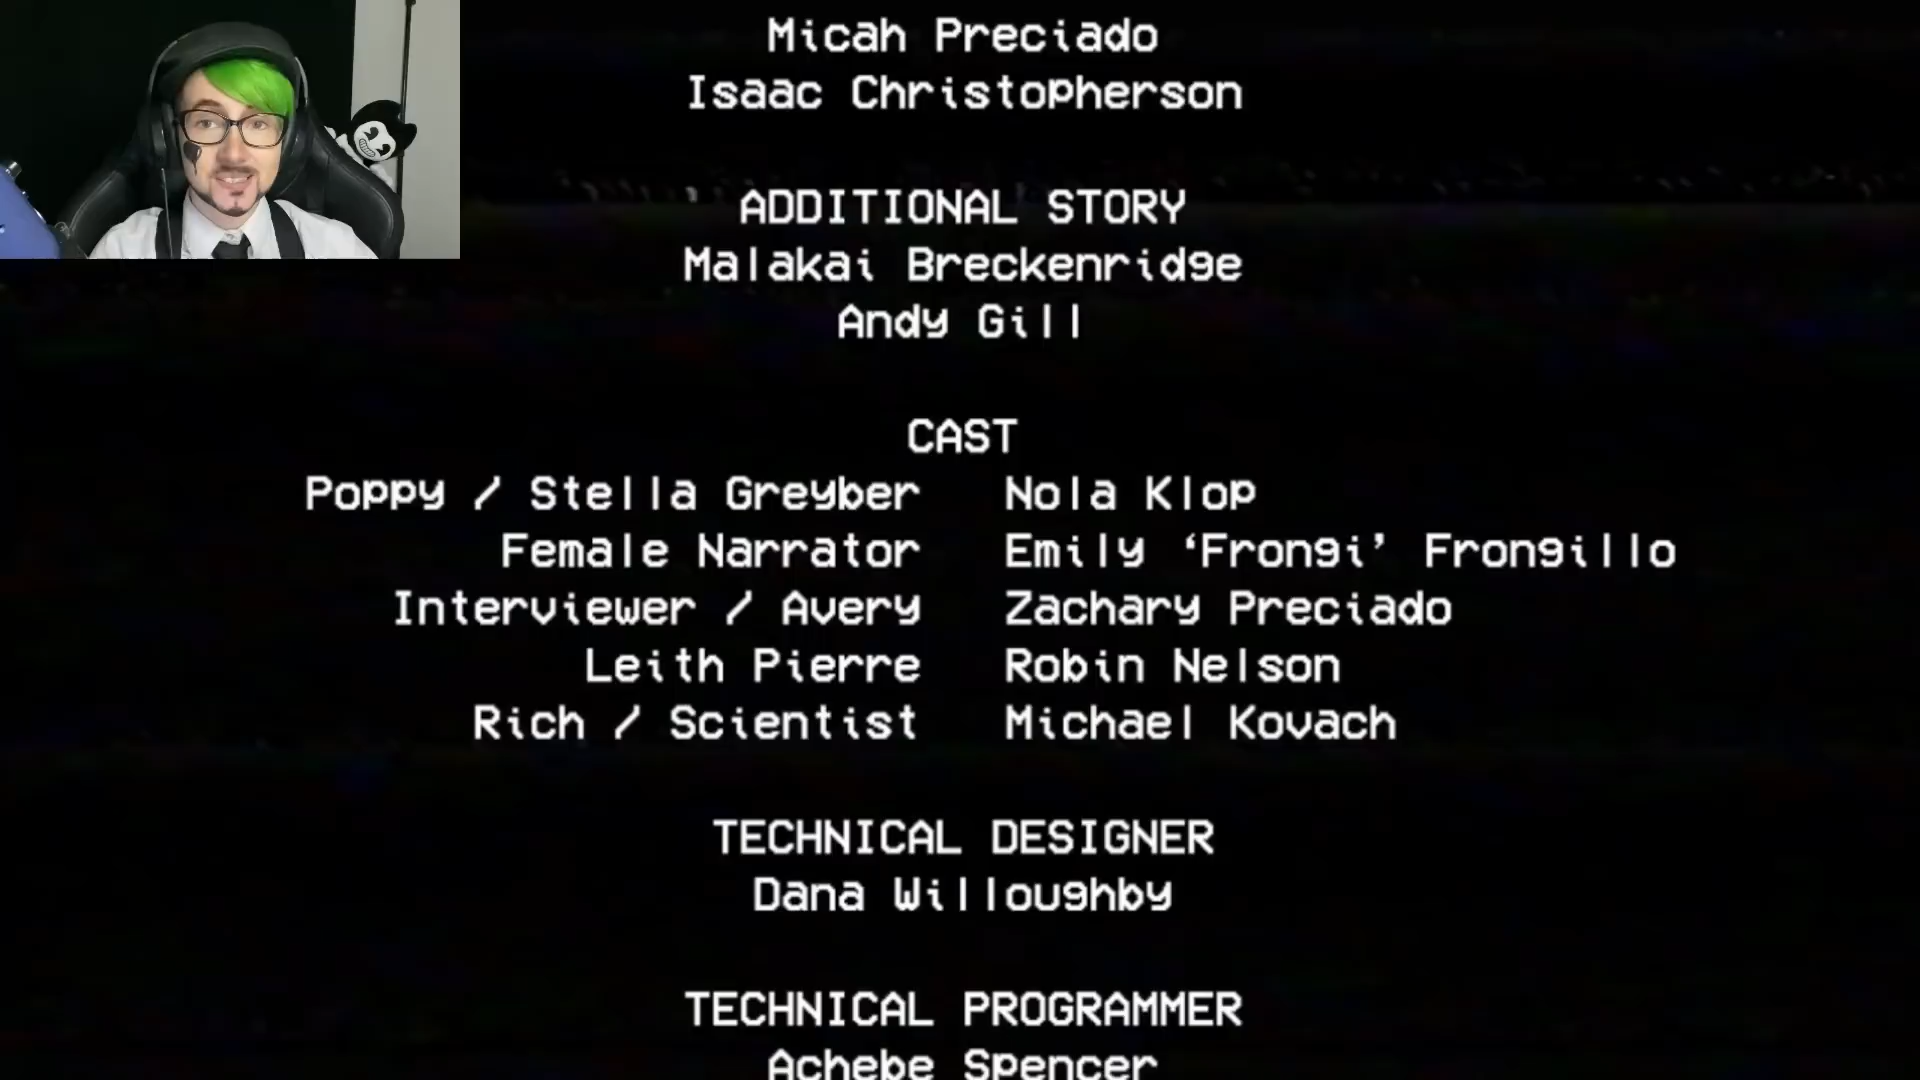 Micah Preciado
Isaac Christopherson
ADDITIONAL STORY
Malakai Breckenridge
Andy Gill
CAST
Poppy / Stella Greyber Nola Klop
Female Narrator Emily ‘Frongi’ Frongillo
Interviewer / Avery Zachary Preciado
Leith Pierre Robin Nelson
Rich / Scientist Michael Kovach
TECHNICAL DESIGNER
Dana Willoughby
TECHNICAL PROGRAMMER
Achebe Spencer